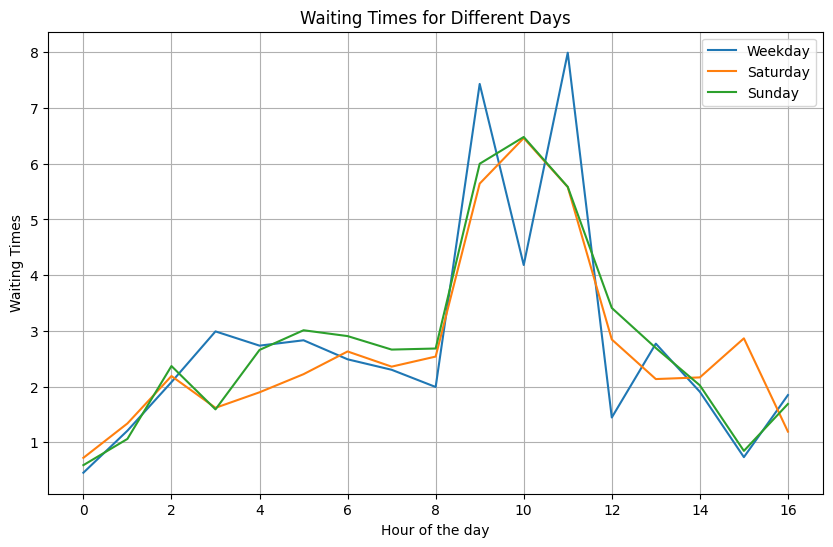 Waiting Times for Different Days
Weekday
Saturday
Sunday
Waiting Times
8
7
6
5
4
3
2
1
0 2 4 6 8 10 12 14 16
Hour of the day